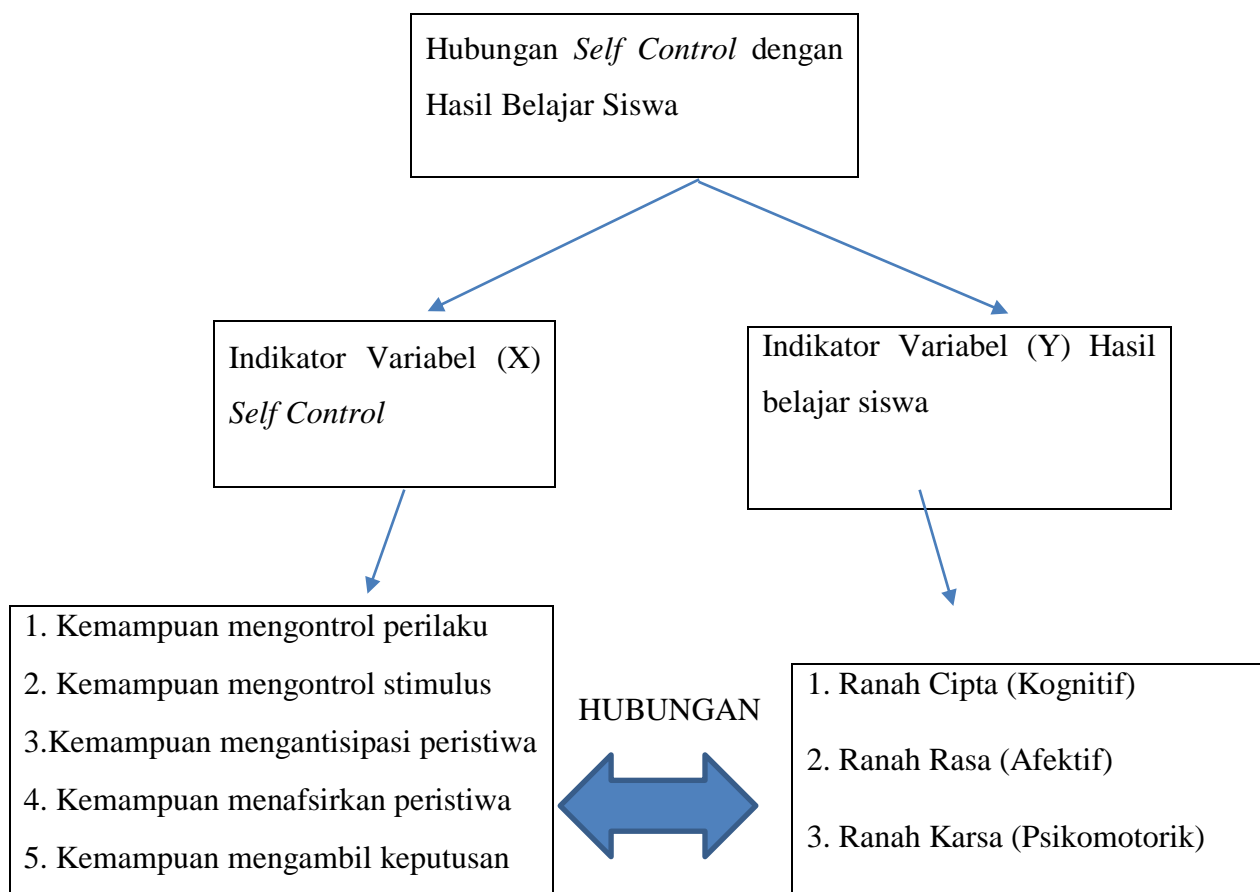 Hubungan Self Control dengan
Hasil Belajar Siswa
Indikator Variabel (X)
Self Control
Indikator Variabel (Y) Hasil
belajar siswa
1. Kemampuan mengontrol perilaku
2. Kemampuan mengontrol stimulus
3.Kemampuan mengantisipasi peristiwa
4. Kemampuan menafsirkan peristiwa
5. Kemampuan mengambil keputusan
HUBUNGAN
1. Ranah Cipta (Kognitif)
2. Ranah Rasa (Afektif)
3. Ranah Karsa (Psikomotorik)